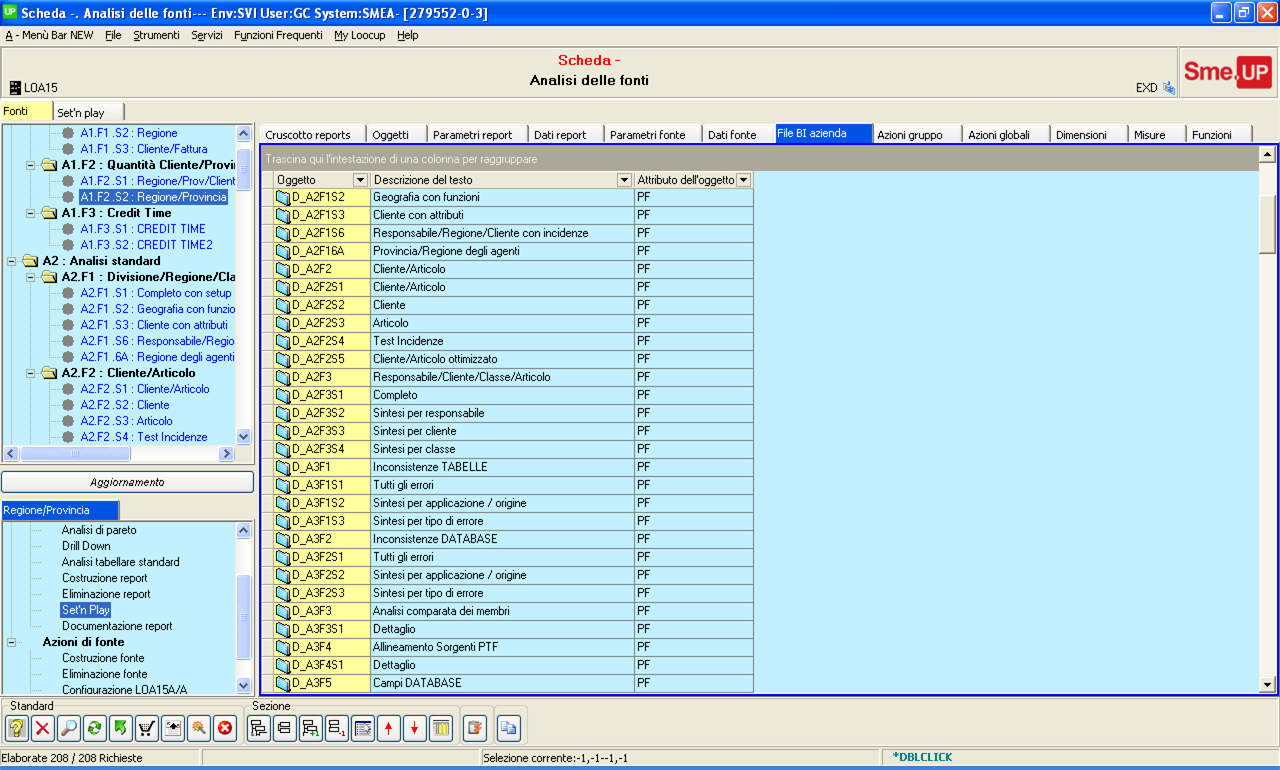 UP Scheda -. Analisi delle fonti--- Env:SVI User:GC System:SMEA- [279552-0-3]
A - Menù Bar NEW File Strumenti Servizi Funzioni Frequenti My Loocup Help
Scheda -
Analisi delle fonti
LOA15
EXD
Sme.UP
Fonti Set'n play
A1.F1 .S2 : Regione
A1.F1 .S3 : Cliente/Fattura
A1.F2 : Quantità Cliente/Provi
A1.F2 .S1 : Regione/Prov/Client
A1.F2 .S2 : Regione/Provincia
A1.F3 : Credit Time
A1.F3 .S1 : CREDIT TIME
A1.F3 .S2 : CREDIT TIME2
A2 : Analisi standard
A2.F1 : Divisione/Regione/Cla
A2.F1 .S1 : Completo con setup
A2.F1 .S2 : Geografia con funzio
A2.F1 .S3 : Cliente con attributi
A2.F1 .S6 : Responsabile/Regio
A2.F1 .6A : Regione degli agenti
A2.F2 : Cliente/Articolo
A2.F2 .S1 : Cliente/Articolo
A2.F2 .S2 : Cliente
A2.F2 .S3 : Articolo
A2.F2 .S4 : Test Incidenze
Aggiornamento
Regione/Provincia
Analisi di pareto
Drill Down
Analisi tabellare standard
Costruzione report
Eliminazione report
Set'n Play
Documentazione report
Azioni di fonte
Costruzione fonte
Eliminazione fonte
Configurazione LOA15A/A
Cruscotto reports Oggetti Parametri report Dati report Parametri fonte Dati fonte File BI azienda Azioni gruppo Azioni globali Dimensioni Misure Funzioni
Trascina qui l'intestazione di una colonna per raggruppare
Oggetto Descrizione del testo Attributo dell'oggetto
D_A2F1S2 Geografia con funzioni PF
D_A2F1S3 Cliente con attributi PF
D_A2F1S6 Responsabile/Regione/Cliente con incidenze PF
D_A2F16A Provincia/Regione degli agenti PF
D_A2F2 Cliente/Articolo PF
D_A2F2S1 Cliente/Articolo PF
D_A2F2S2 Cliente PF
D_A2F2S3 Articolo PF
D_A2F2S4 Test Incidenze PF
D_A2F2S5 Cliente/Articolo ottimizzato PF
D_A2F3 Responsabile/Cliente/Classe/Articolo PF
D_A2F3S1 Completo PF
D_A2F3S2 Sintesi per responsabile PF
D_A2F3S3 Sintesi per cliente PF
D_A2F3S4 Sintesi per classe PF
D_A3F1 Inconsistenze TABELLE PF
D_A3F1S1 Tutti gli errori PF
D_A3F1S2 Sintesi per applicazione / origine PF
D_A3F1S3 Sintesi per tipo di errore PF
D_A3F2 Inconsistenze DATABASE PF
D_A3F2S1 Tutti gli errori PF
D_A3F2S2 Sintesi per applicazione / origine PF
D_A3F2S3 Sintesi per tipo di errore PF
D_A3F3 Analisi comparata dei membri PF
D_A3F3S1 Dettaglio PF
D_A3F4 Allineamento Sorgenti PTF PF
D_A3F4S1 Dettaglio PF
D_A3F5 Campi DATABASE PF
Standard Sezione
Elaborate 208 / 208 Richieste Selezione corrente:-1,-1--1,-1 *DBLCLICK